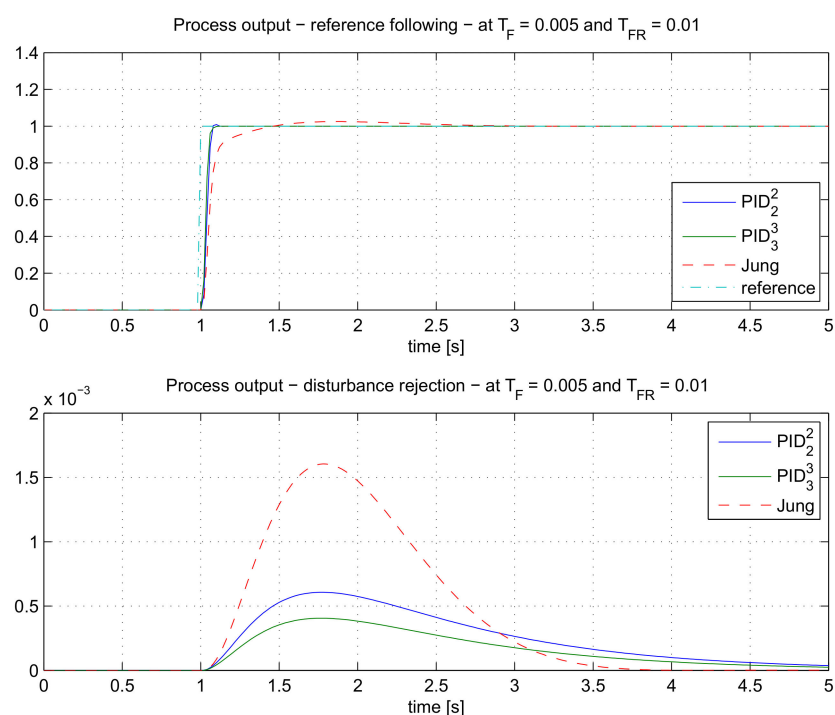 Process output − reference following − at T_F = 0.005 and T_FR = 0.01
1.4
1.2
1
0.8
0.6
0.4
0.2
0
PID_2^2
PID_3^3
Jung
reference
0 0.5 1 1.5 2 2.5 3 3.5 4 4.5 5
time [s]
Process output − disturbance rejection − at T_F = 0.005 and T_FR = 0.01
x 10^−3
2
1.5
1
0.5
0
PID_2^2
PID_3^3
Jung
0 0.5 1 1.5 2 2.5 3 3.5 4 4.5 5
time [s]